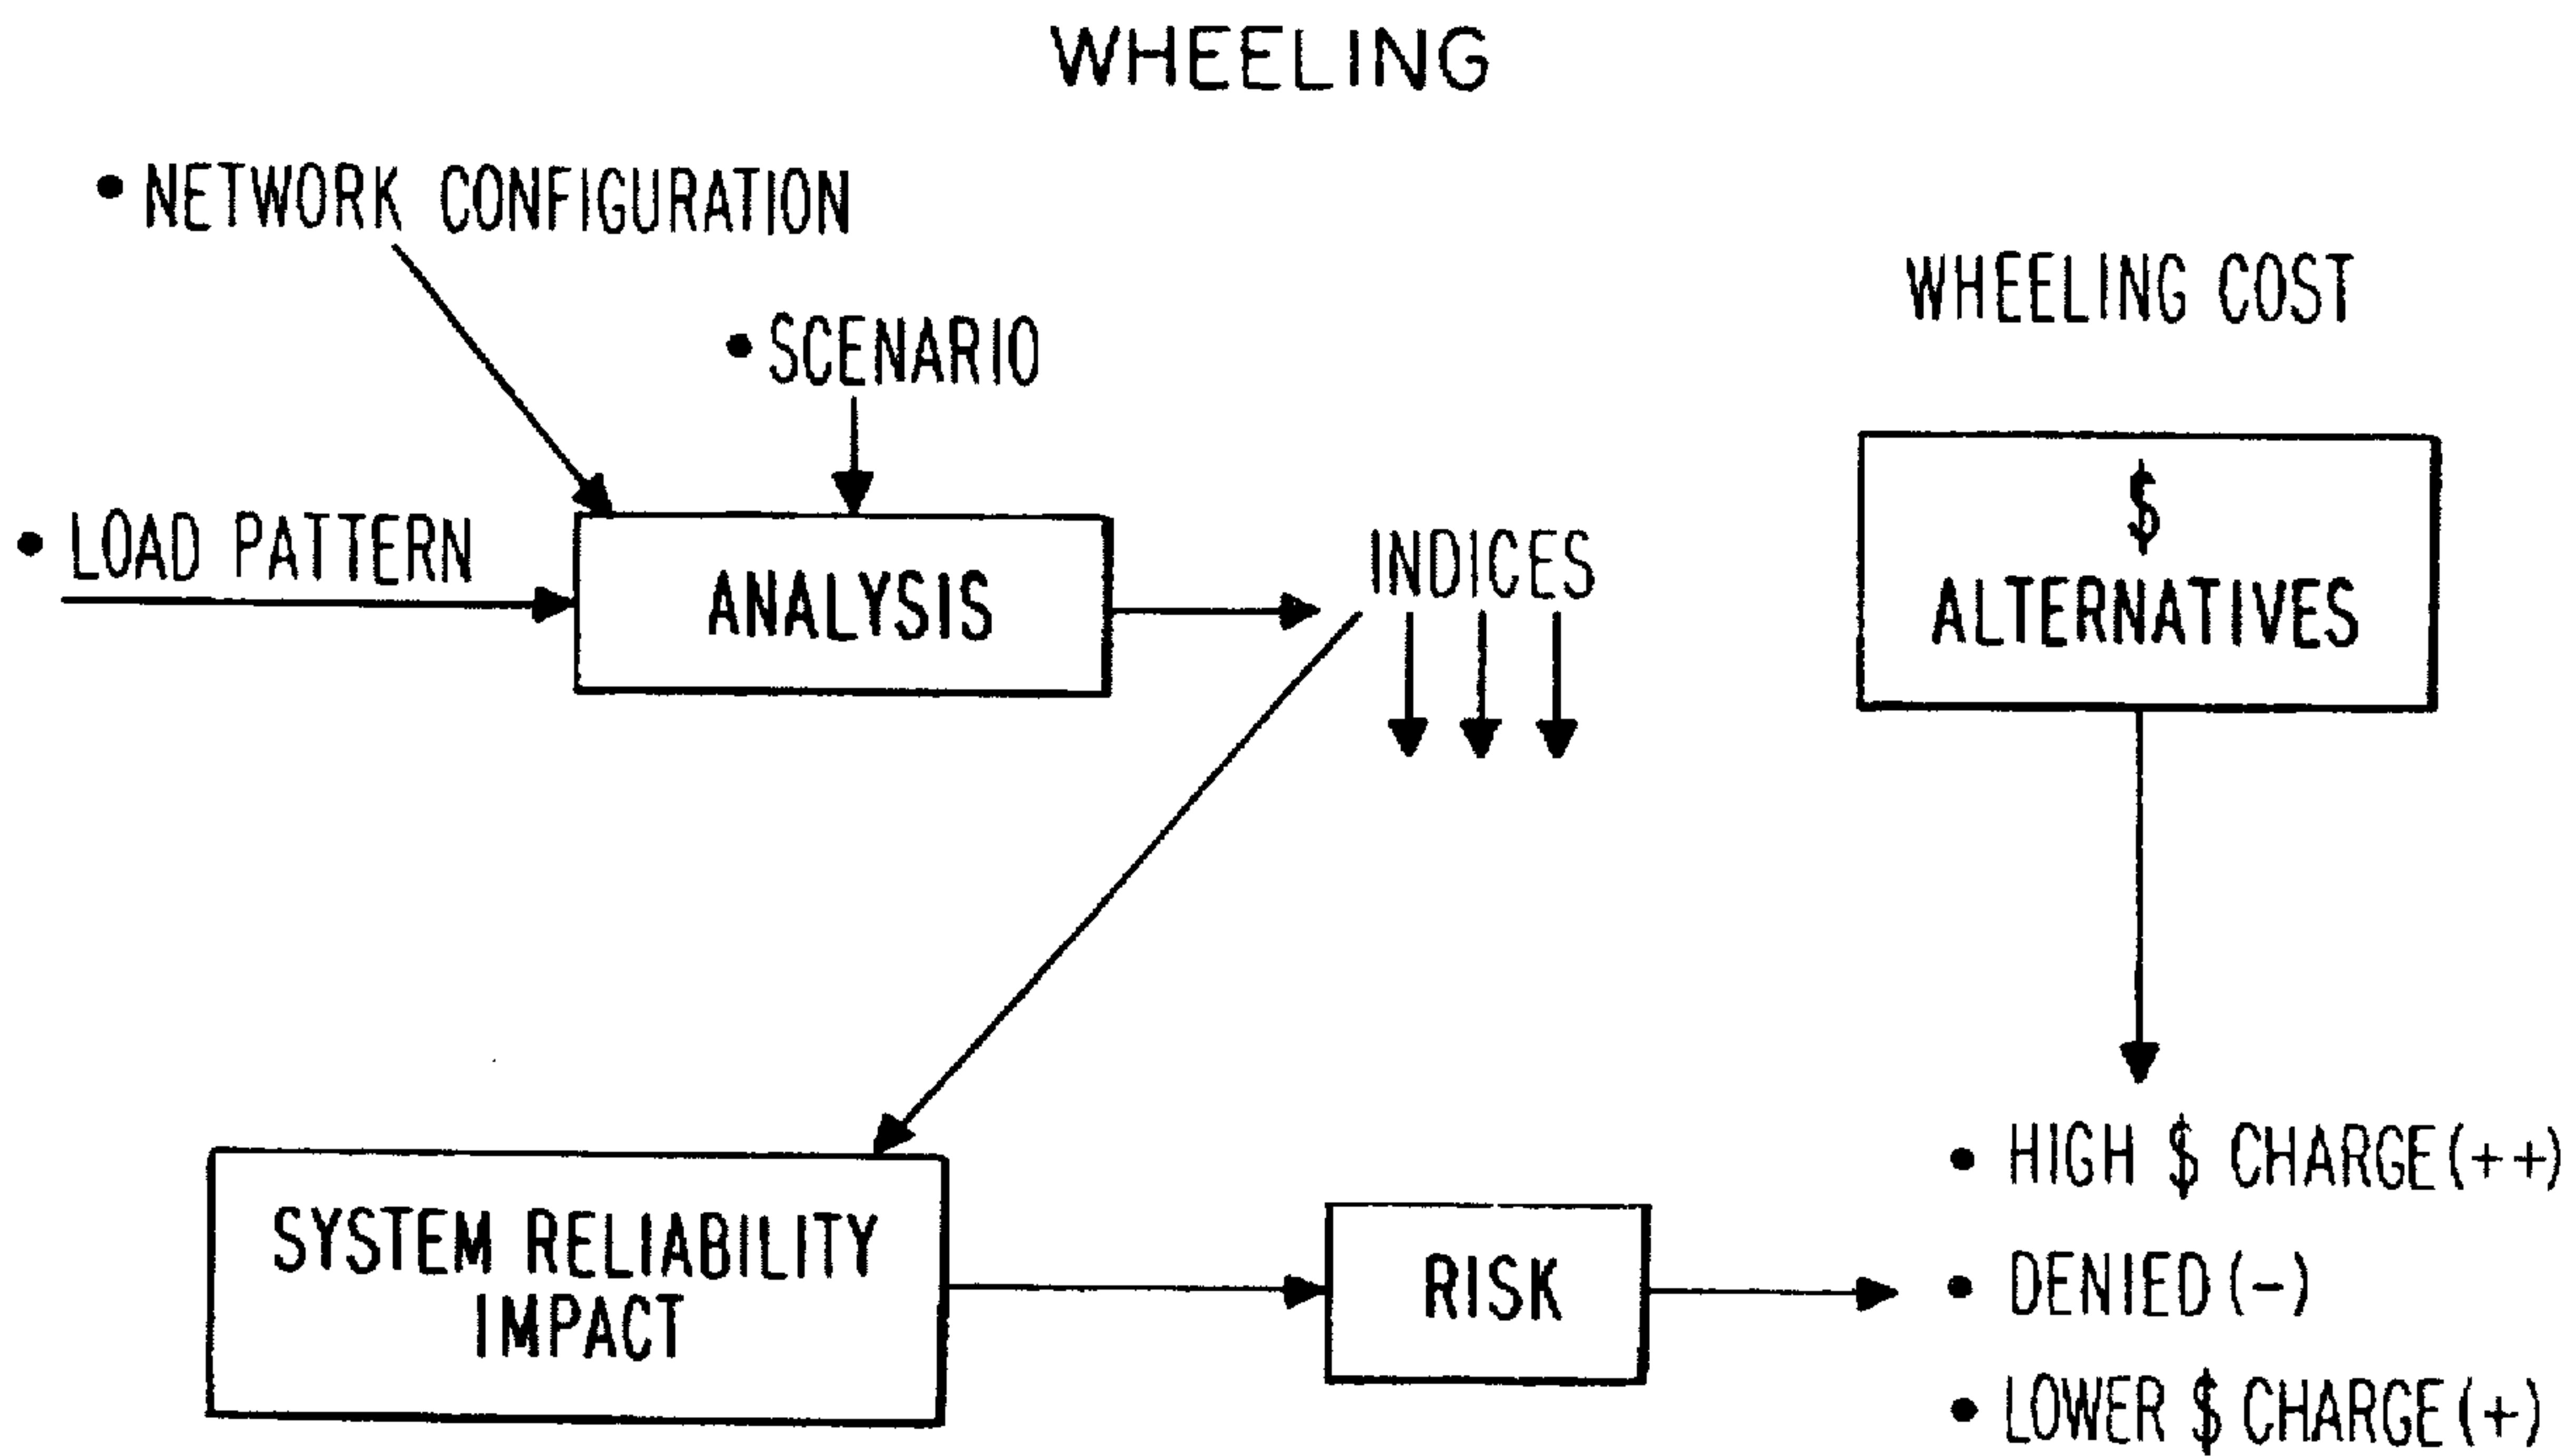 WHEELING
• NETWORK CONFIGURATION
• SCENARIO
WHEELING COST
• LOAD PATTERN
ANALYSIS
INDICES
$
ALTERNATIVES
SYSTEM RELIABILITY
IMPACT
RISK
• HIGH $ CHARGE (++)
• DENIED (-)
• LOWER $ CHARGE (+)